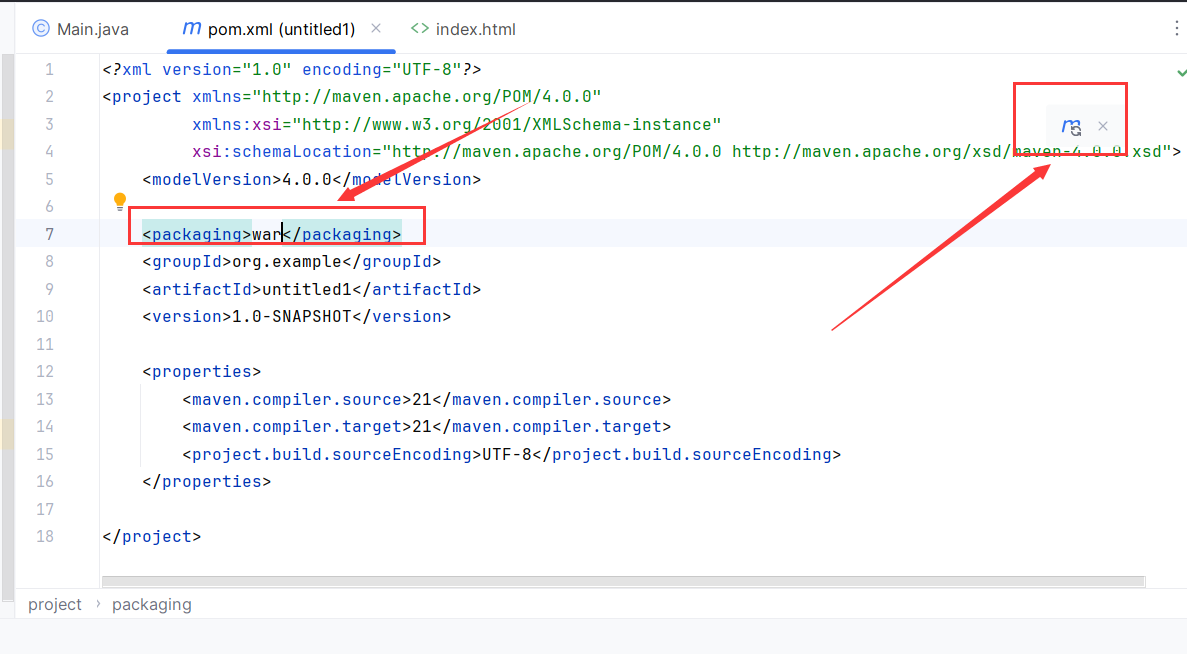 Main.java
pom.xml (untitled1)
index.html
1 <?xml version="1.0" encoding="UTF-8"?>
2 <project xmlns="http://maven.apache.org/POM/4.0.0"
3 xmlns:xsi="http://www.w3.org/2001/XMLSchema-instance"
4 xsi:schemaLocation="http://maven.apache.org/POM/4.0.0 http://maven.apache.org/xsd/maven-4.0.0.xsd">
5 <modelVersion>4.0.0</modelVersion>
6
7 <packaging>war</packaging>
8 <groupId>org.example</groupId>
9 <artifactId>untitled1</artifactId>
10 <version>1.0-SNAPSHOT</version>
11
12 <properties>
13 <maven.compiler.source>21</maven.compiler.source>
14 <maven.compiler.target>21</maven.compiler.target>
15 <project.build.sourceEncoding>UTF-8</project.build.sourceEncoding>
16 </properties>
17
18 </project>
project › packaging